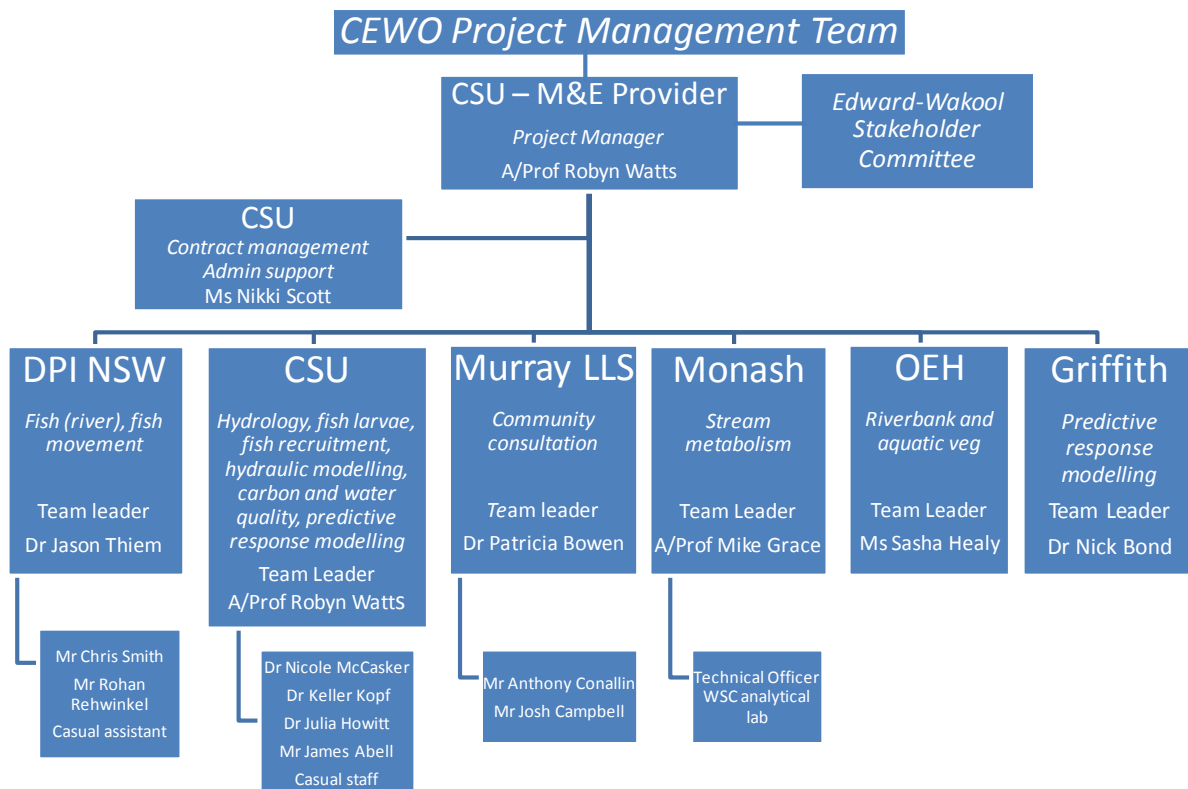 CEWO Project Management Team
CSU – M&E Provider
Project Manager
A/Prof Robyn Watts
Edward-Wakool
Stakeholder
Committee
CSU
Contract management
Admin support
Ms Nikki Scott
DPI NSW
Fish (river), fish
movement
Team leader
Dr Jason Thiem
CSU
Hydrology, fish larvae,
fish recruitment,
hydraulic modelling,
carbon and water
quality, predictive
response modelling
Team Leader
A/Prof Robyn Watts
Murray LLS
Community
consultation
Team leader
Dr Patricia Bowen
Monash
Stream
metabolism
Team Leader
A/Prof Mike Grace
OEH
Riverbank and
aquatic veg
Team Leader
Ms Sasha Healy
Griffith
Predictive
response
modelling
Team Leader
Dr Nick Bond
Mr Chris Smith
Mr Rohan
Rehwinkel
Casual assistant
Dr Nicole McCasker
Dr Keller Kopf
Dr Julia Howitt
Mr James Abell
Casual staff
Mr Anthony Conallin
Mr Josh Campbell
Technical Officer
WSC analytical
lab